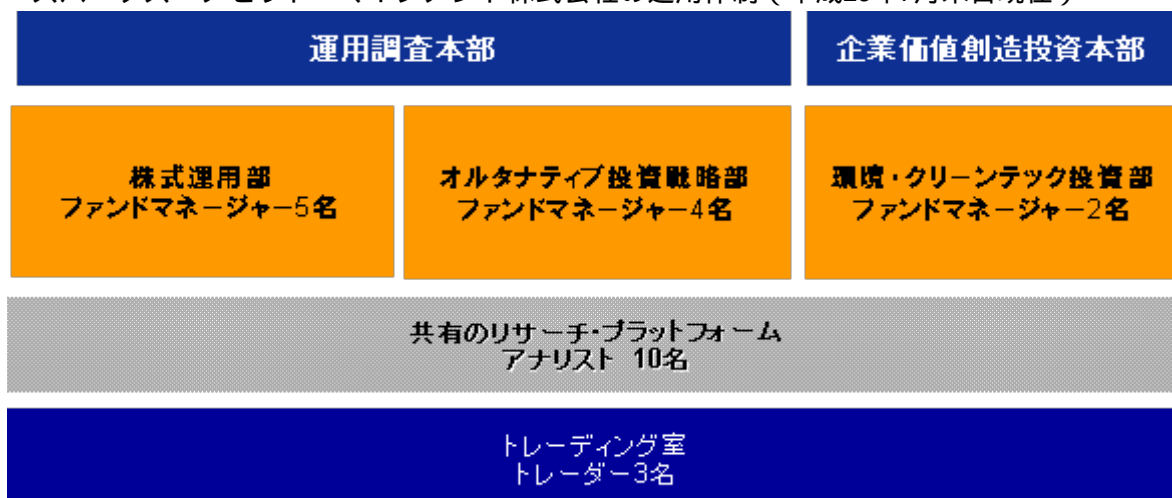 運用調査本部
企業価値創造投資本部
株式運用部
ファンドマネージャー5名
オルタナティブ投資戦略部
ファンドマネージャー4名
環境・クリーンテック投資部
ファンドマネージャー2名
共有のリサーチ・プラットフォーム
アナリスト 10名
トレーディング室
トレーダー3名